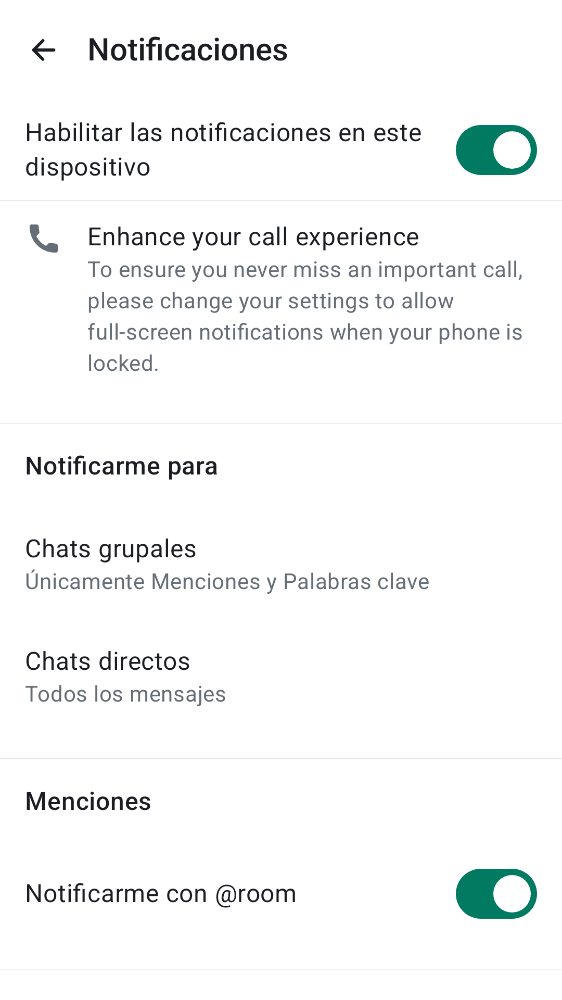 Notificaciones
Habilitar las notificaciones en este
dispositivo
Enhance your call experience
To ensure you never miss an important call,
please change your settings to allow
full-screen notifications when your phone is
locked.
Notificarme para
Chats grupales
Únicamente Menciones y Palabras clave
Chats directos
Todos los mensajes
Menciones
Notificarme con @room